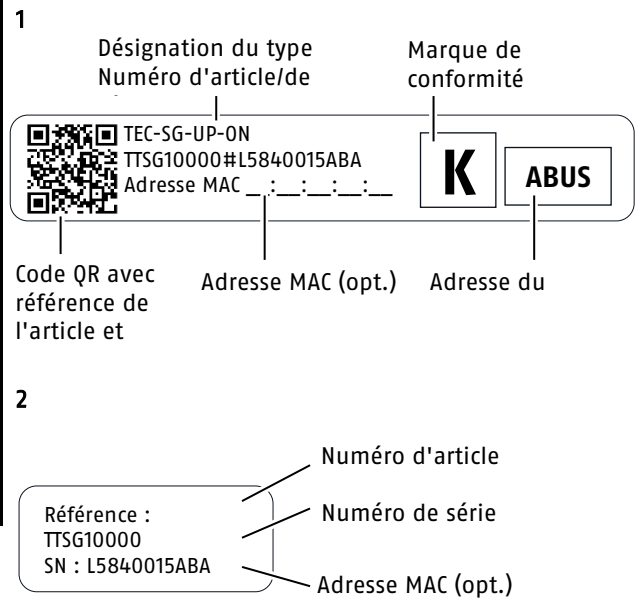 1
Désignation du type
Numéro d'article/de
Marque de
conformité
TEC-SG-UP-ON
TTSG10000#L5840015ABA
Adresse MAC _ _:__:__:__:__
K
ABUS
Code QR avec
référence de
l'article et
Adresse MAC (opt.)
Adresse du
2
Numéro d'article
Référence :
TTSG10000
SN : L5840015ABA
Numéro de série
Adresse MAC (opt.)